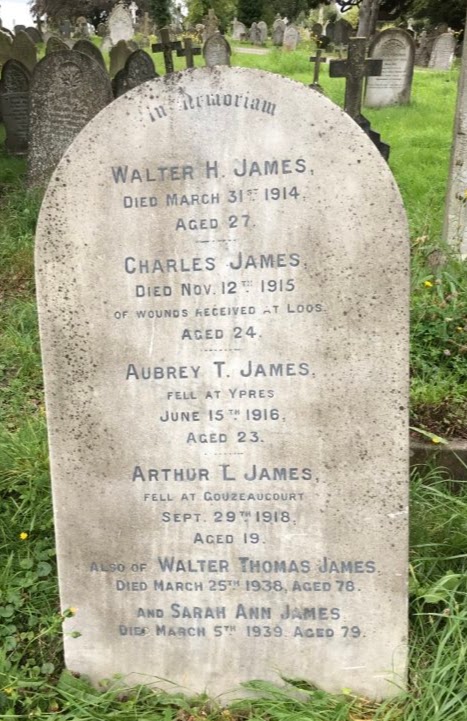 In Memoriam
WALTER H. JAMES,
DIED MARCH 31ST 1914,
AGED 27.
CHARLES JAMES,
DIED NOV. 12TH 1915
OF WOUNDS RECEIVED AT LOOS.
AGED 24.
AUBREY T. JAMES,
FELL AT YPRES
JUNE 15TH 1916,
AGED 23.
ARTHUR L. JAMES,
FELL AT GOUZEAUCOURT
SEPT. 29TH 1918,
AGED 19.
ALSO OF WALTER THOMAS JAMES.
DIED MARCH 25TH 1938, AGED 78.
AND SARAH ANN JAMES
DIED MARCH 5TH 1939. AGED 79.